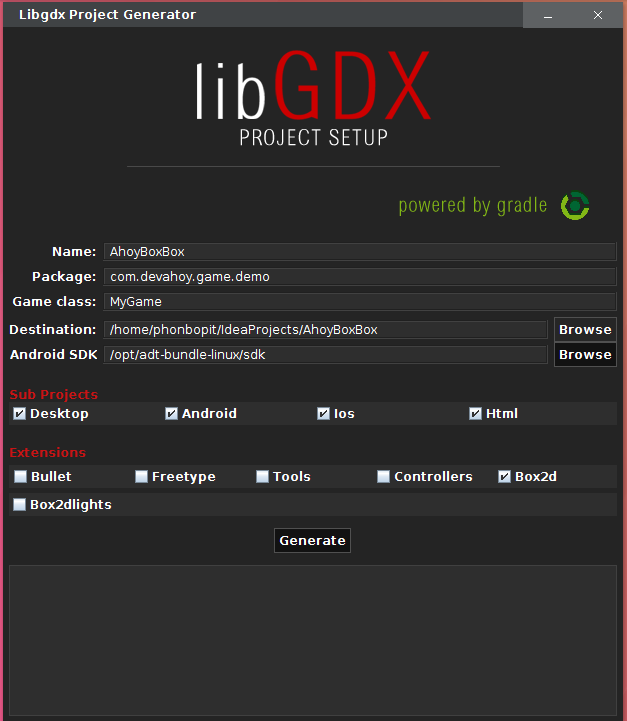 Libgdx Project Generator
libGDX
PROJECT SETUP
powered by gradle
Name: AhoyBoxBox
Package: com.devahoy.game.demo
Game class: MyGame
Destination: /home/phonbopit/IdeaProjects/AhoyBoxBox Browse
Android SDK /opt/adt-bundle-linux/sdk Browse
Sub Projects
Desktop Android Ios Html
Extensions
Bullet Freetype Tools Controllers Box2d
Box2dlights
Generate